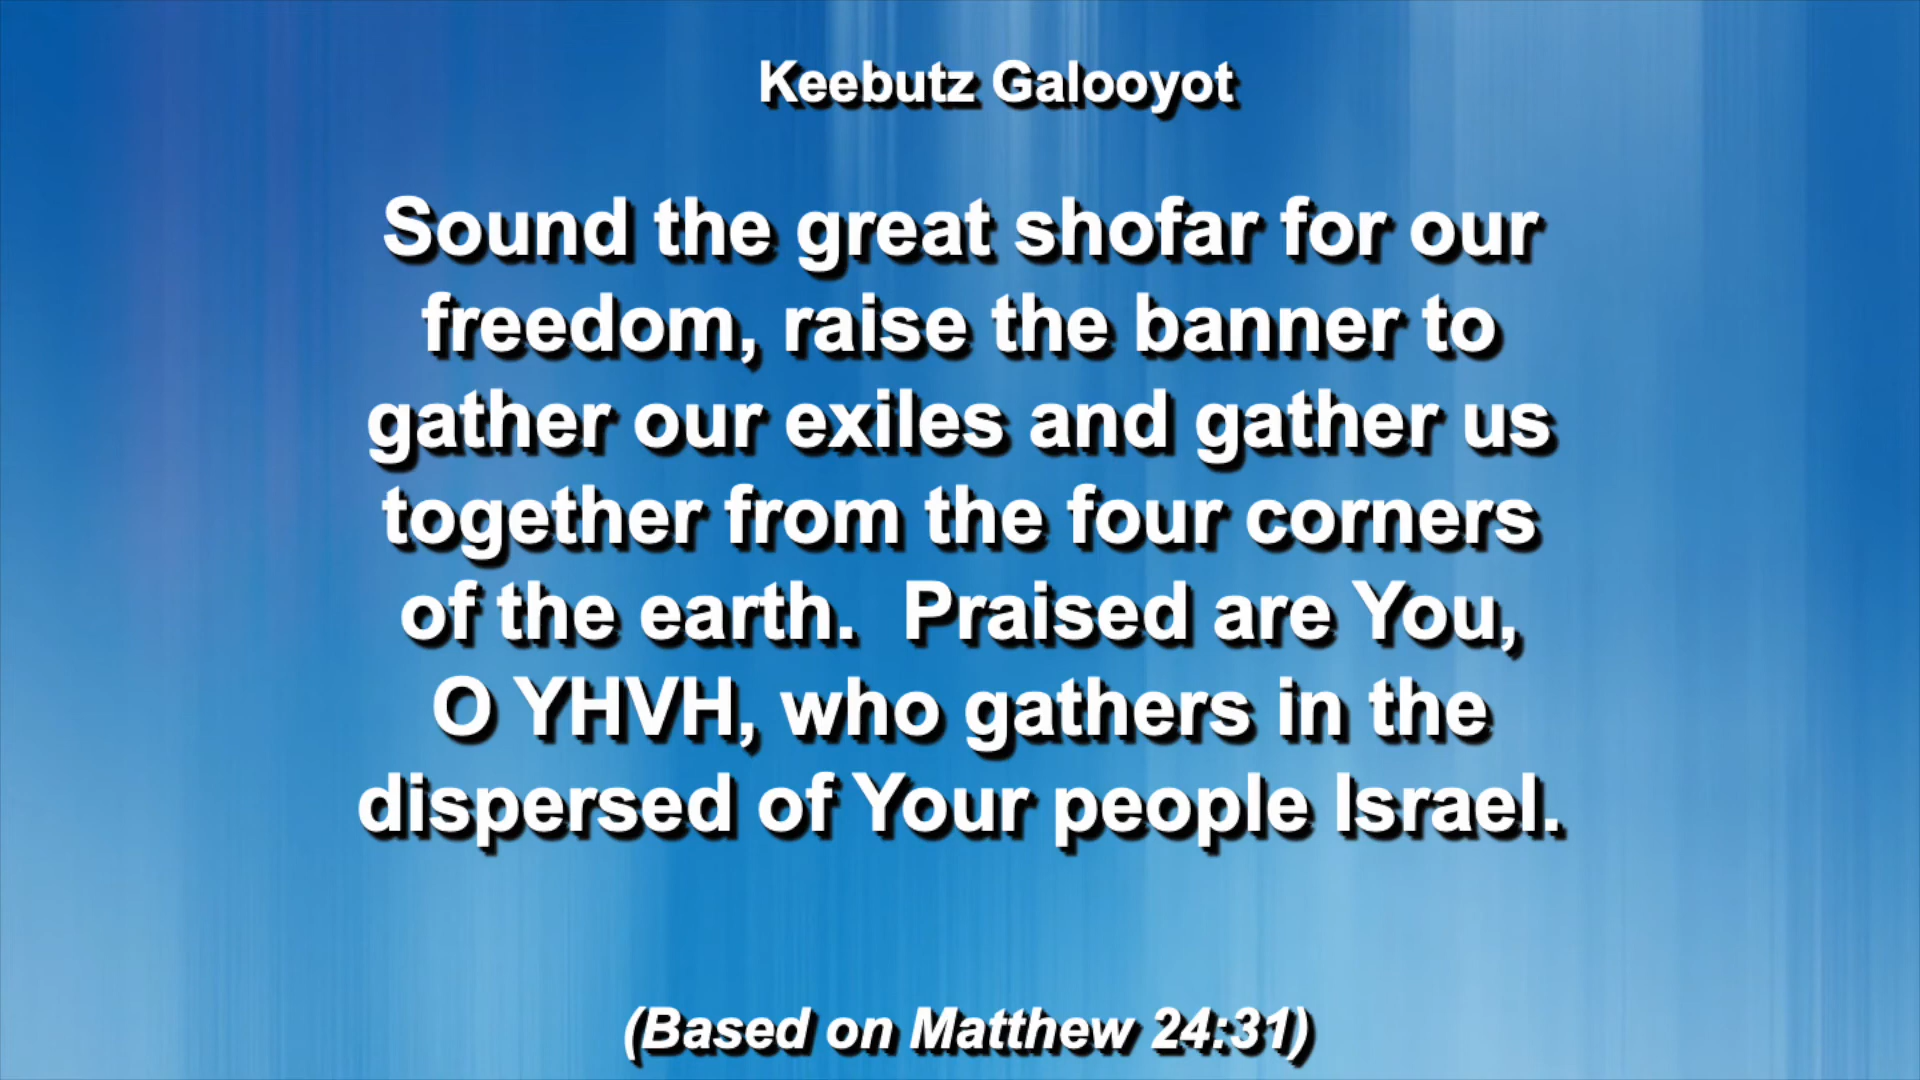 Keebutz Galooyot
Sound the great shofar for our
freedom, raise the banner to
gather our exiles and gather us
together from the four corners
of the earth.  Praised are You,
O YHVH, who gathers in the
dispersed of Your people Israel.
(Based on Matthew 24:31)